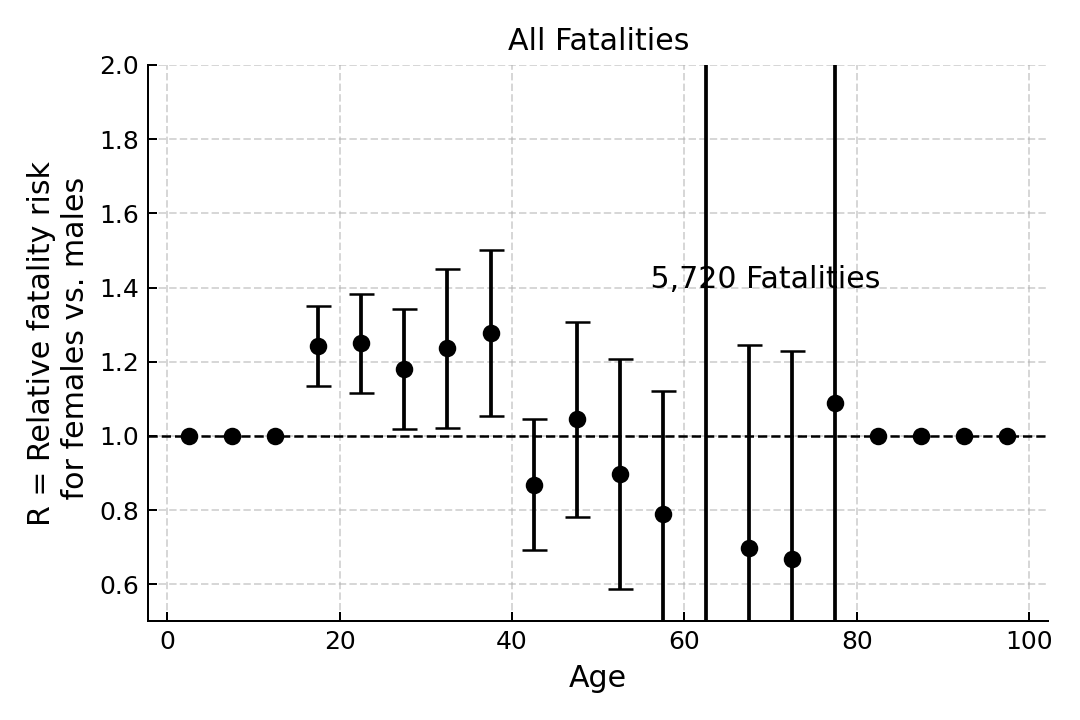 All Fatalities
2.0
1.8
1.6
1.4
1.2
1.0
0.8
0.6
R = Relative fatality risk
for females vs. males
5,720 Fatalities
0 20 40 60 80 100
Age